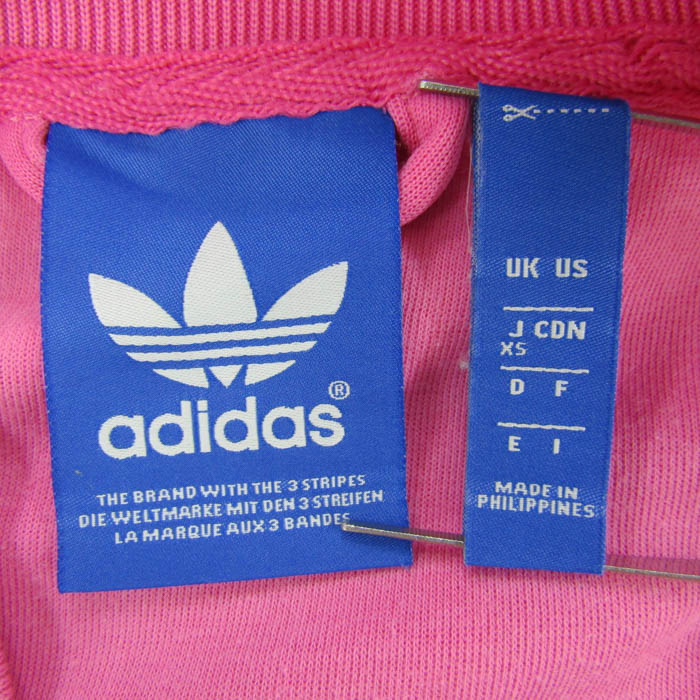 adidas®
THE BRAND WITH THE 3 STRIPES
DIE WELTMARKE MIT DEN 3 STREIFEN
LA MARQUE AUX 3 BANDES
UK US
J CDN
XS
D F
E I
MADE IN
PHILIPPINES